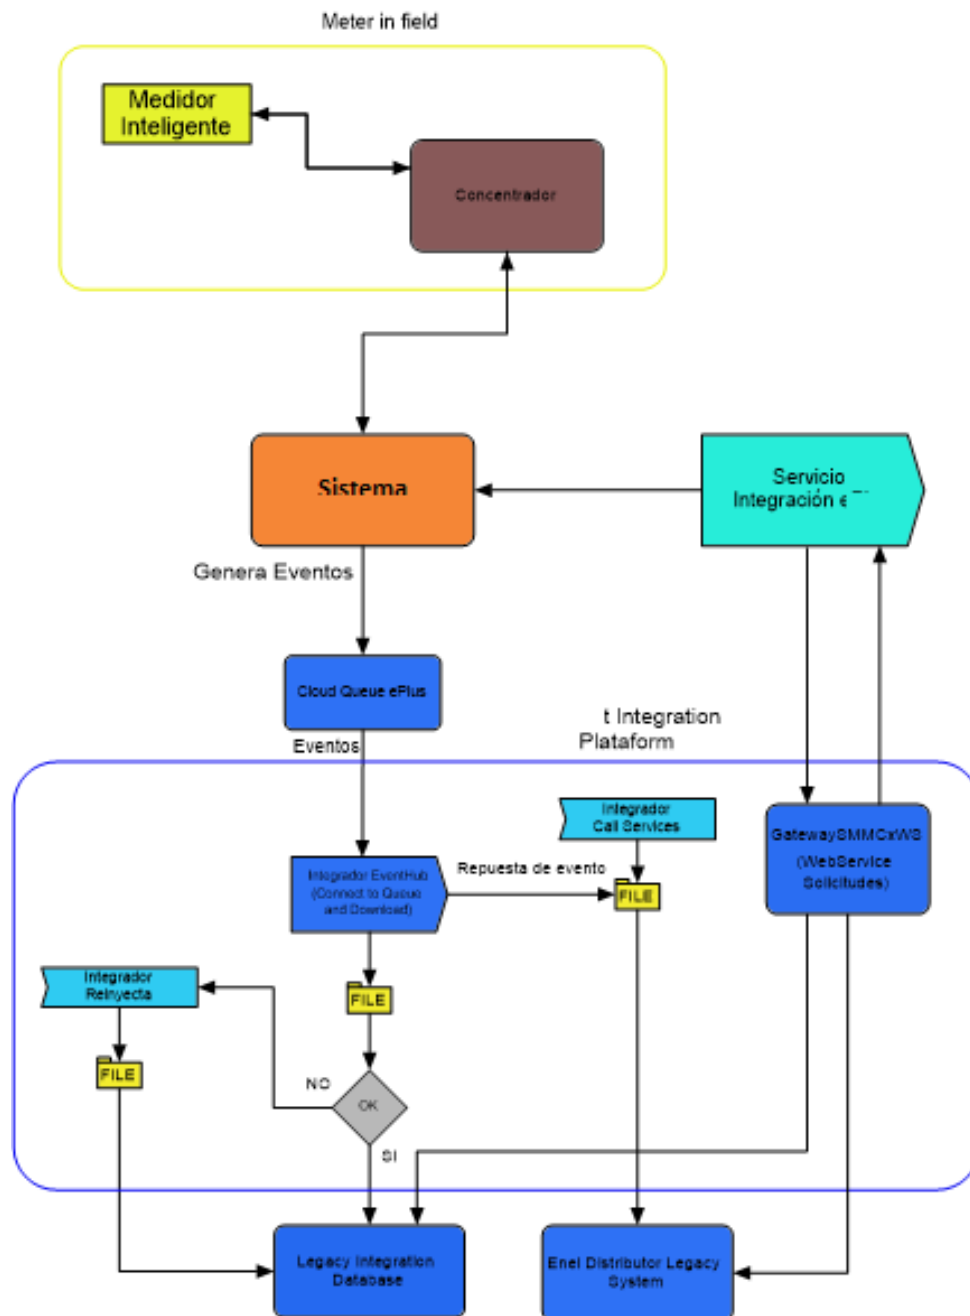 Meter in field
Medidor
Inteligente
Concentrador
Sistema
Servicio
Integración e
Genera Eventos
Cloud Queue ePlus
t Integration
Plataform
Eventos
Integrador
Call Services
GatewaySMMCxWS
(WebService
Solicitudes)
Integrador EventHub
(Connect to Queue
and Download)
Repuesta de evento
FILE
Integrador
ReInyecta
FILE
FILE
NO
OK
SI
Legacy Integration
Database
Enel Distributor Legacy
System